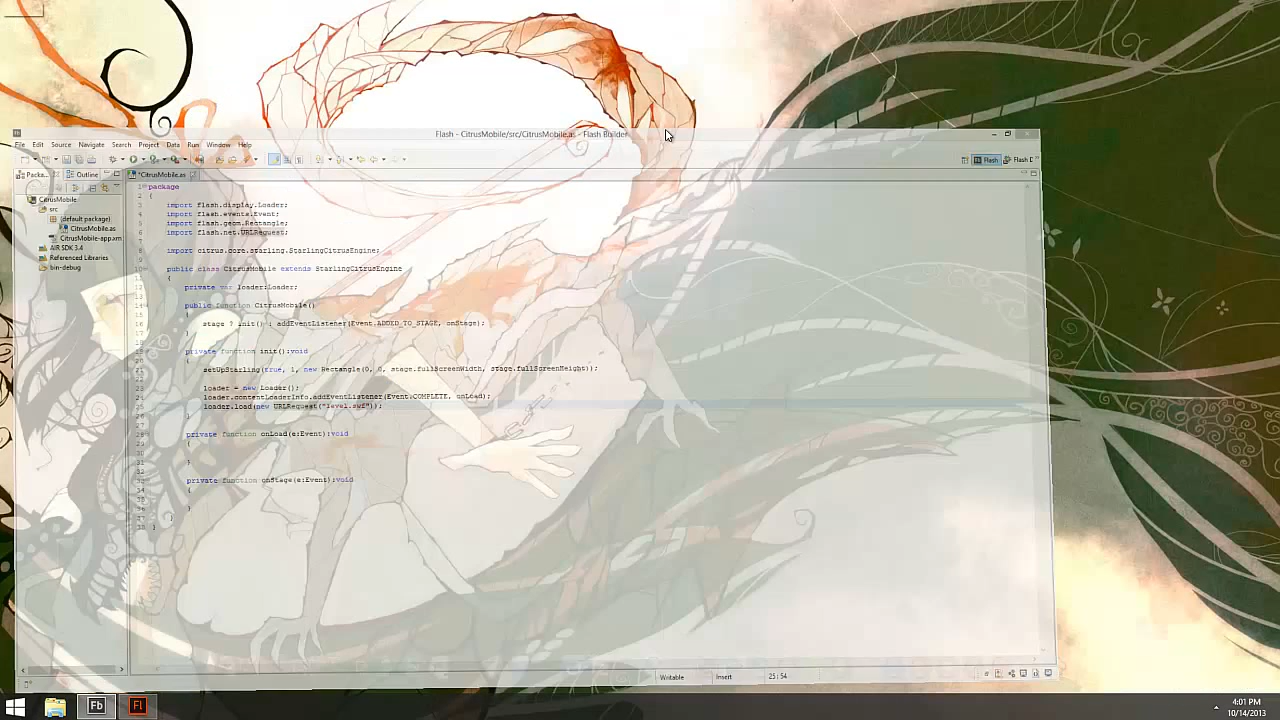 Flash - CitrusMobile/src/CitrusMobile.as - Flash Builder
File Edit Source Navigate Search Project Data Run Window Help
Flash
Flash D
Packa
Outline
*CitrusMobile.as
CitrusMobile
src
(default package)
CitrusMobile.as
CitrusMobile-app.xml
AIR SDK 3.4
Referenced Libraries
bin-debug
package
{
import flash.display.Loader;
import flash.events.Event;
import flash.geom.Rectangle;
import flash.net.URLRequest;
import citrus.core.starling.StarlingCitrusEngine;
public class CitrusMobile extends StarlingCitrusEngine
{
private var loader:Loader;
public function CitrusMobile()
{
stage ? init() : addEventListener(Event.ADDED_TO_STAGE, onStage);
}
private function init():void
{
setUpStarling(true, 1, new Rectangle(0, 0, stage.fullScreenWidth, stage.fullScreenHeight));
loader = new Loader();
loader.contentLoaderInfo.addEventListener(Event.COMPLETE, onLoad);
loader.load(new URLRequest("level.swf"));
}
private function onLoad(e:Event):void
{
}
private function onStage(e:Event):void
{
}
}
}
Writable
Insert
25 : 54
Fb
Fl
4:01 PM
10/14/2013